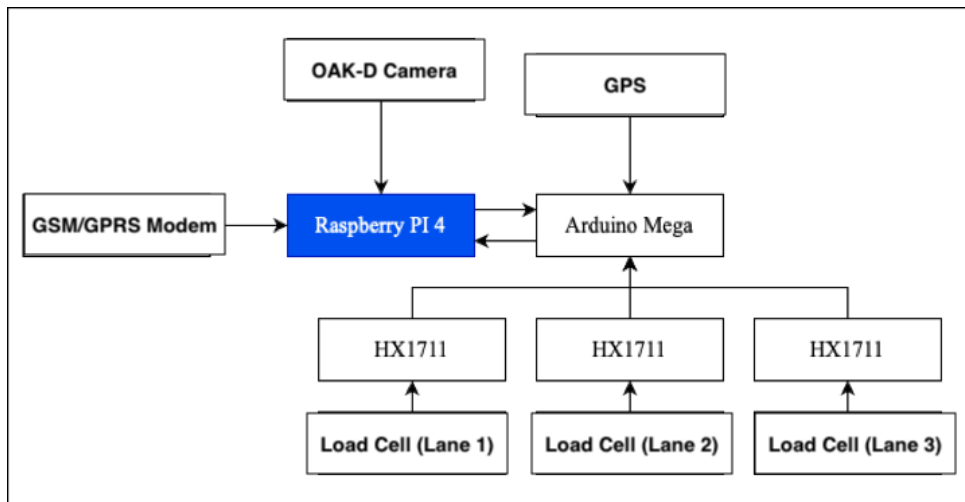 OAK-D Camera
GPS
GSM/GPRS Modem
Raspberry PI 4
Arduino Mega
HX1711
HX1711
HX1711
Load Cell (Lane 1)
Load Cell (Lane 2)
Load Cell (Lane 3)